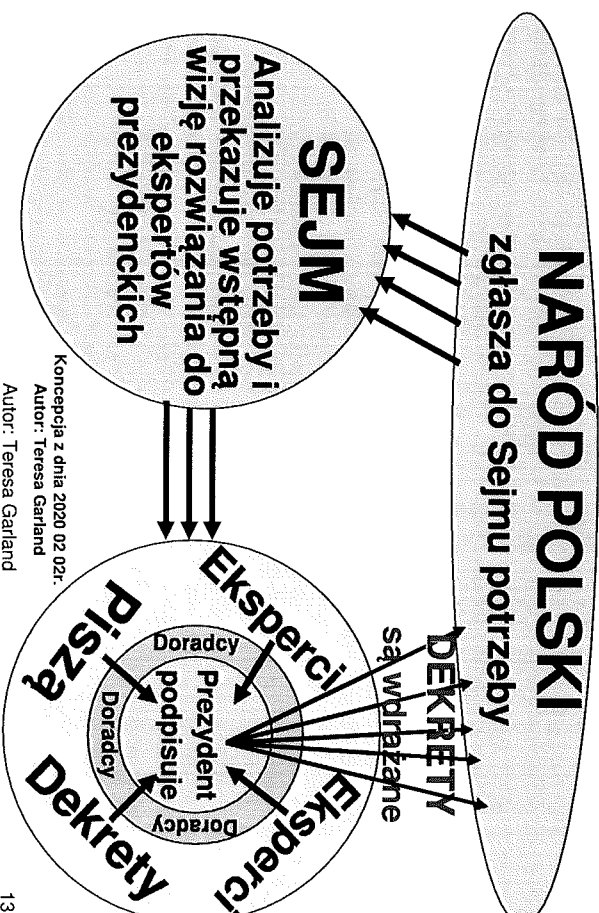 NARÓD POLSKI
zgłasza do Sejmu potrzeby
SEJM
Analizuje potrzeby i
przekazuje wstępną
wizję rozwiązania do
ekspertów
prezydenckich
DEKRETY
są wdrażane
Eksperci
Eksperci
piszą
Dekrety
Doradcy
Doradcy
Doradcy
Prezydent
podpisuje
Koncepcja z dnia 2020 02 02r.
Autor: Teresa Garland
Autor: Teresa Garland
13